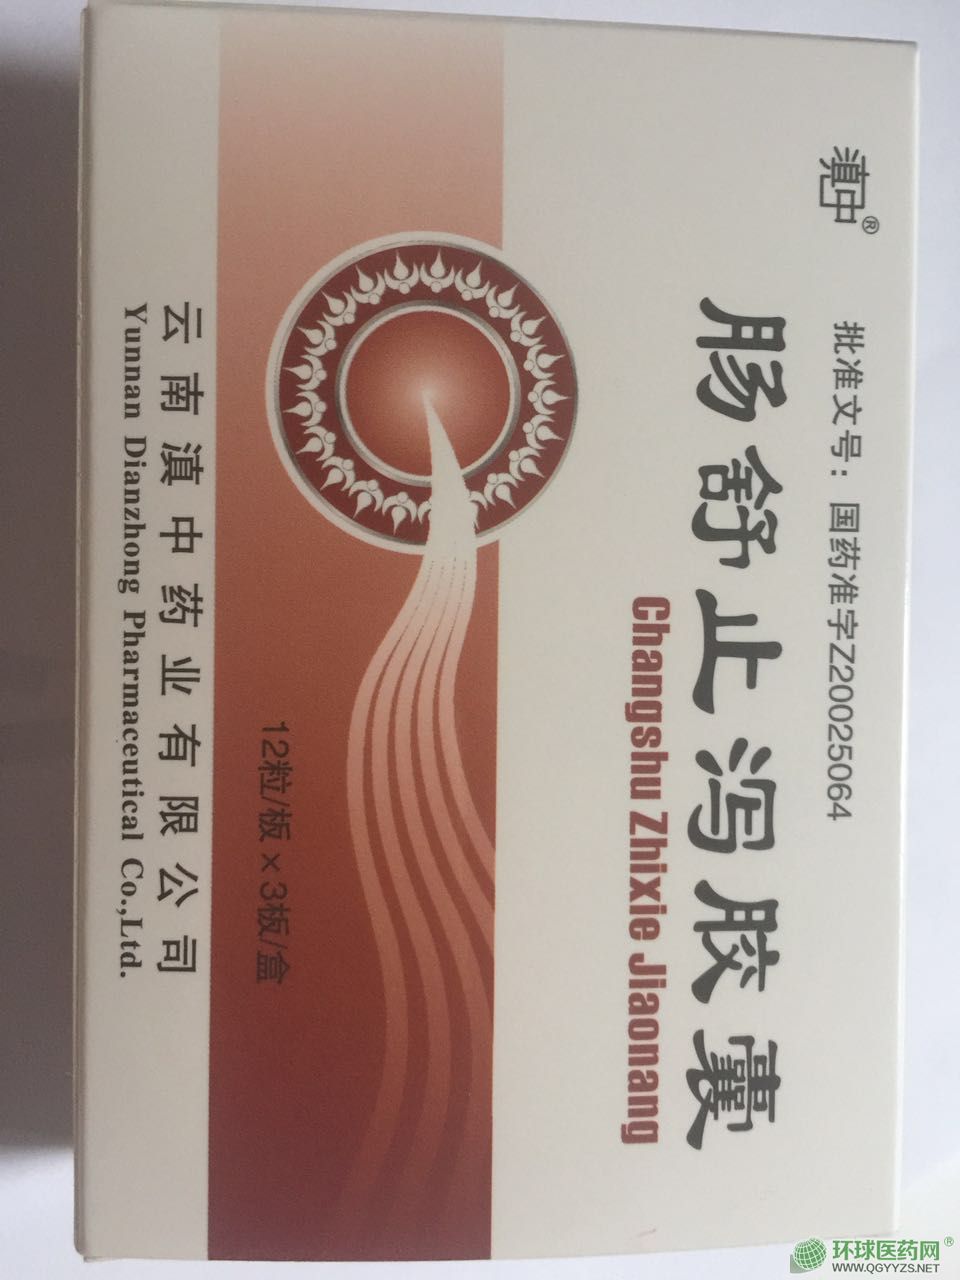 滇中®
批准文号：国药准字Z20025064
肠舒止泻胶囊
Changshu Zhixie Jiaonang
12粒/板×3板/盒
云南滇中药业有限公司
Yunnan Dianzhong Pharmaceutical Co.,Ltd.
环球医药网®
WWW.QGYYZS.NET